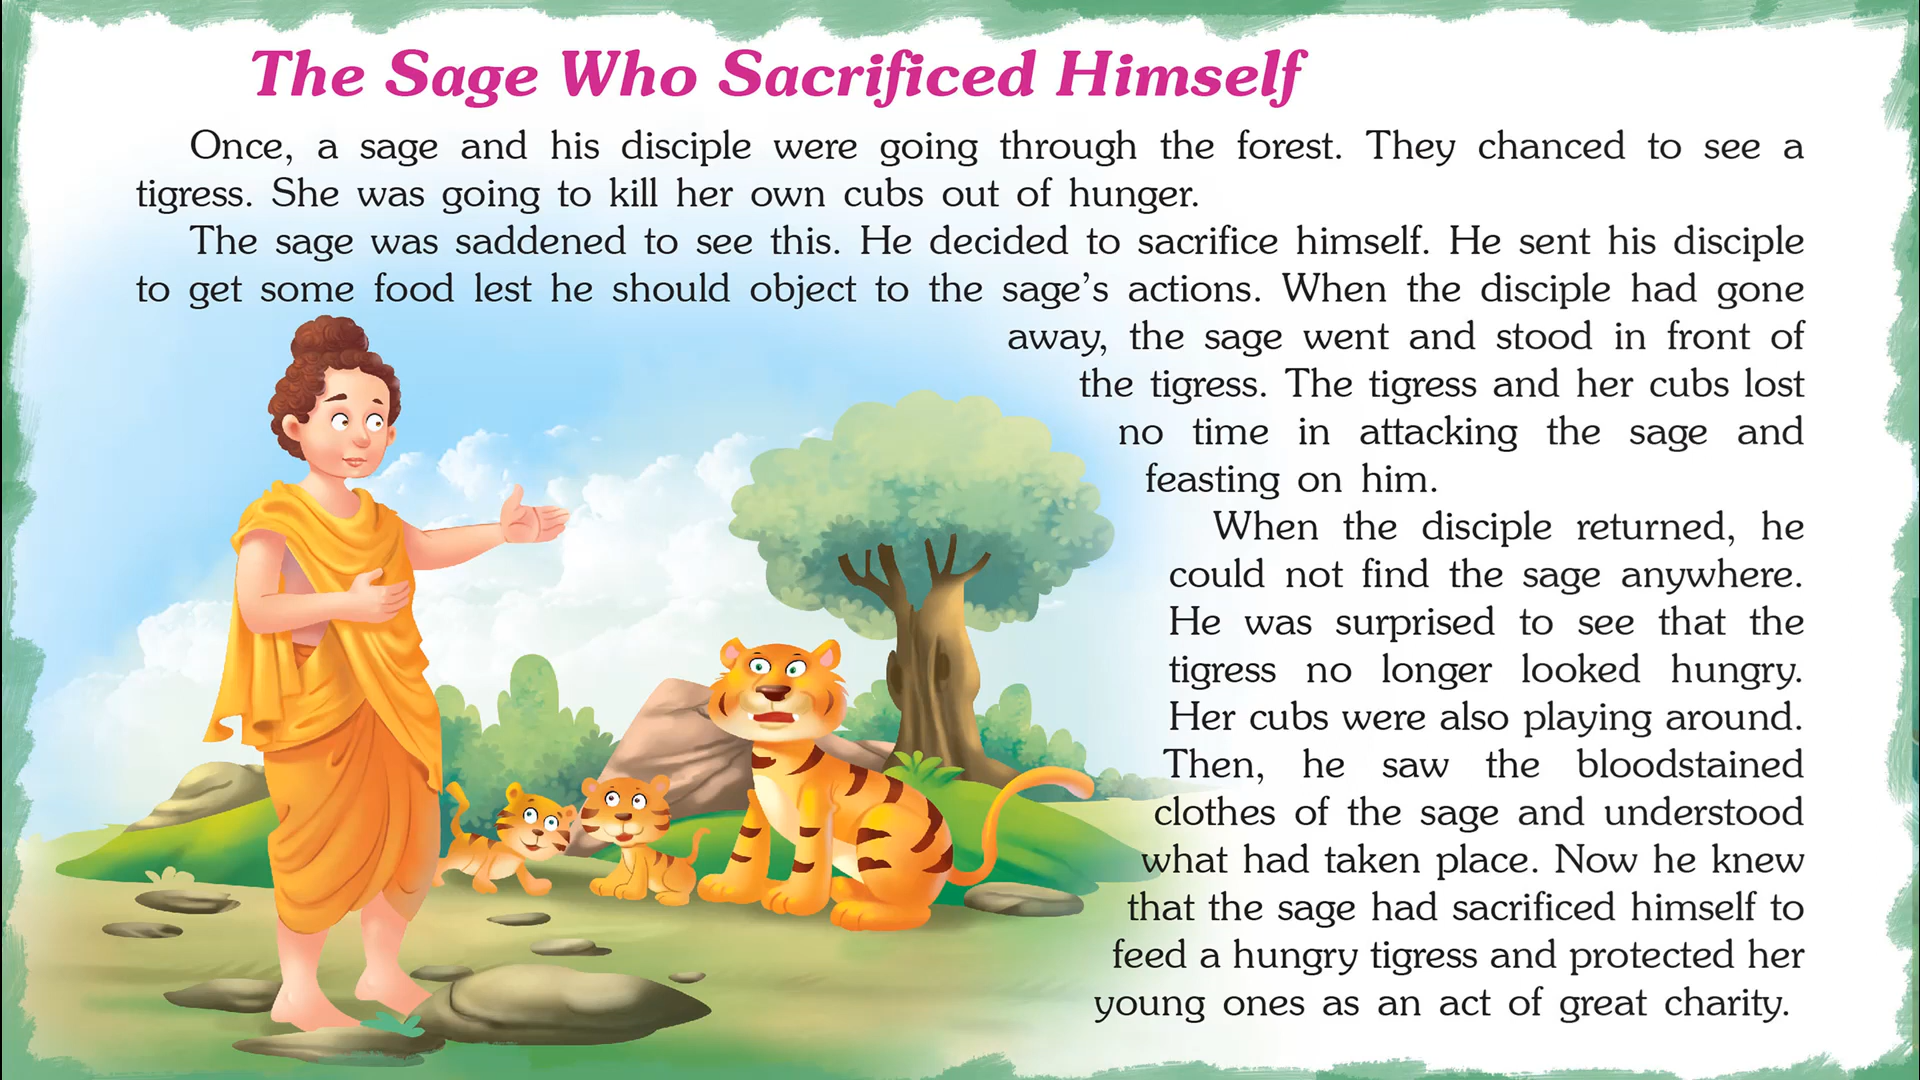 The Sage Who Sacrificed Himself
Once, a sage and his disciple were going through the forest. They chanced to see a
tigress. She was going to kill her own cubs out of hunger.
The sage was saddened to see this. He decided to sacrifice himself. He sent his disciple
to get some food lest he should object to the sage's actions. When the disciple had gone
away, the sage went and stood in front of
the tigress. The tigress and her cubs lost
no time in attacking the sage and
feasting on him.
When the disciple returned, he
could not find the sage anywhere.
He was surprised to see that the
tigress no longer looked hungry.
Her cubs were also playing around.
Then, he saw the bloodstained
clothes of the sage and understood
what had taken place. Now he knew
that the sage had sacrificed himself to
feed a hungry tigress and protected her
young ones as an act of great charity.